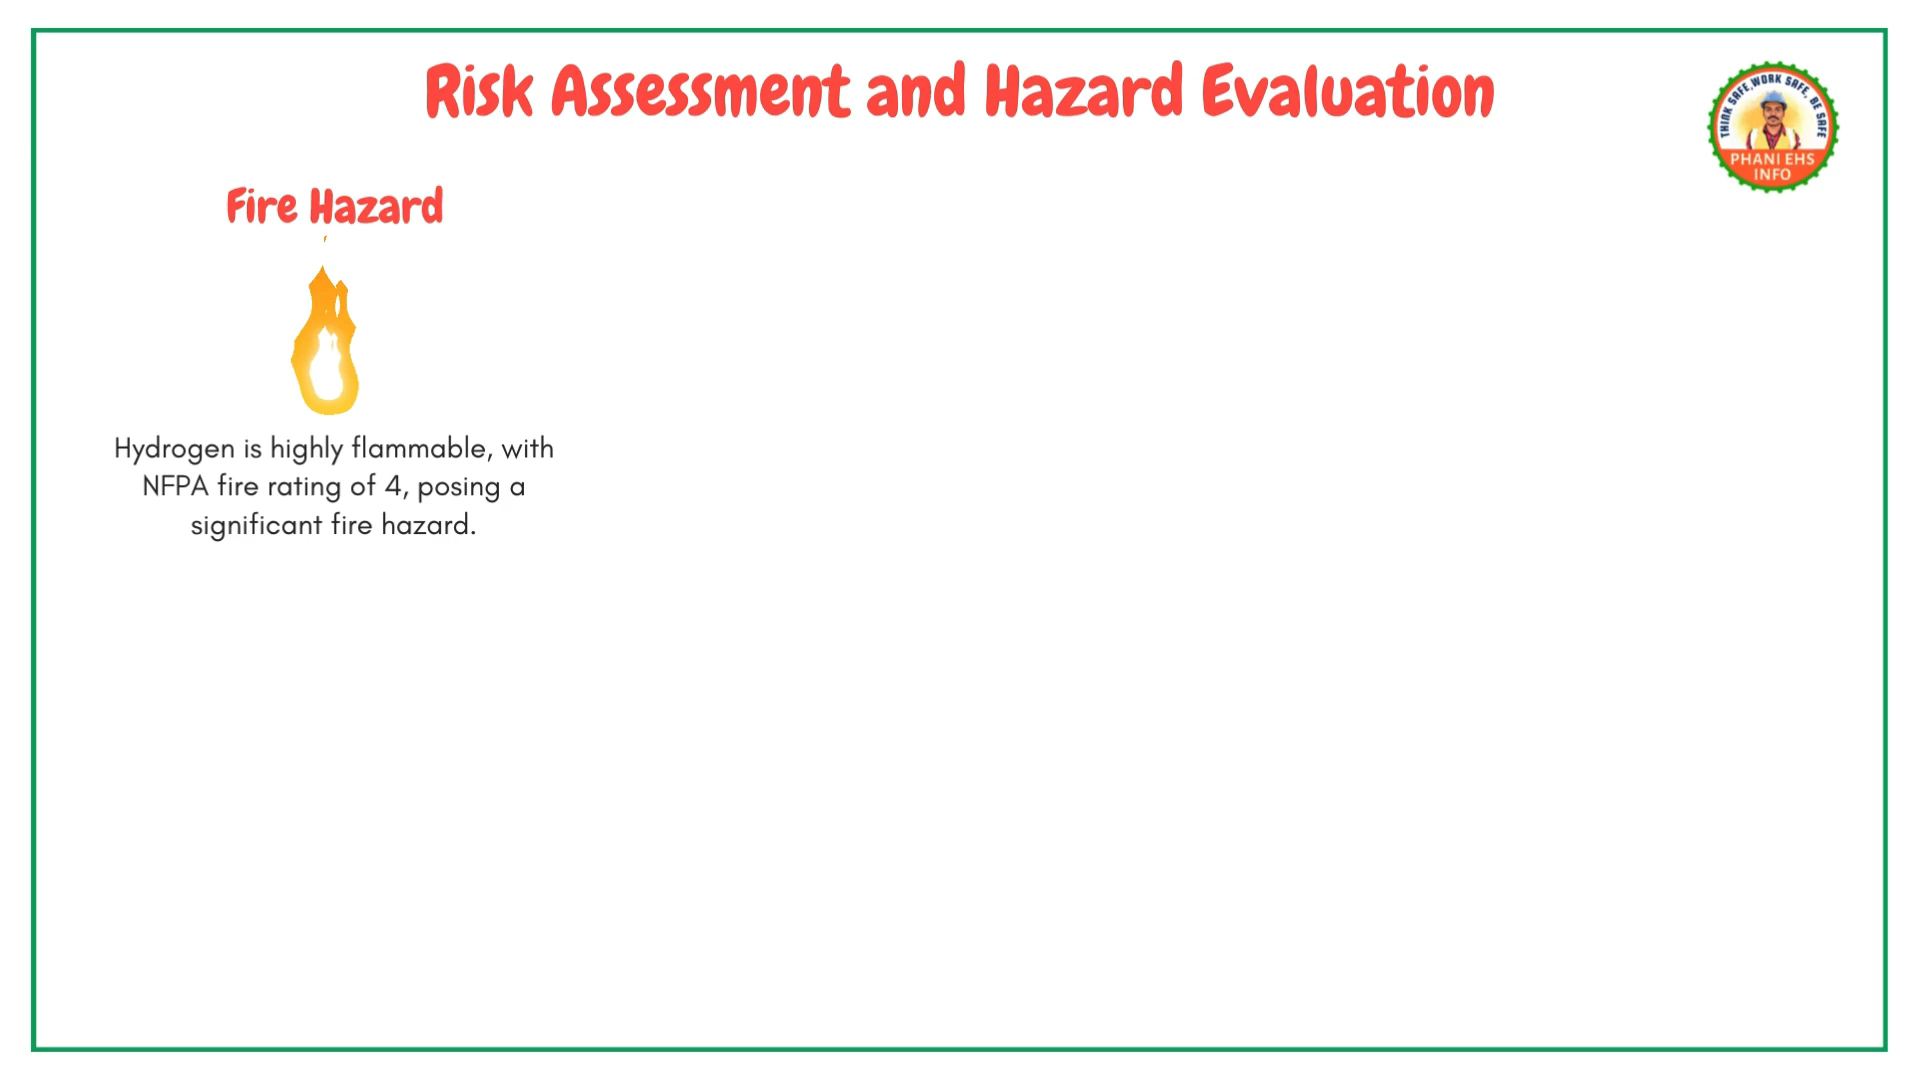 Risk Assessment and Hazard Evaluation
THINK SAFE, WORK SAFE, BE SAFE
PHANI EHS
INFO
Fire Hazard
Hydrogen is highly flammable, with
NFPA fire rating of 4, posing a
significant fire hazard.